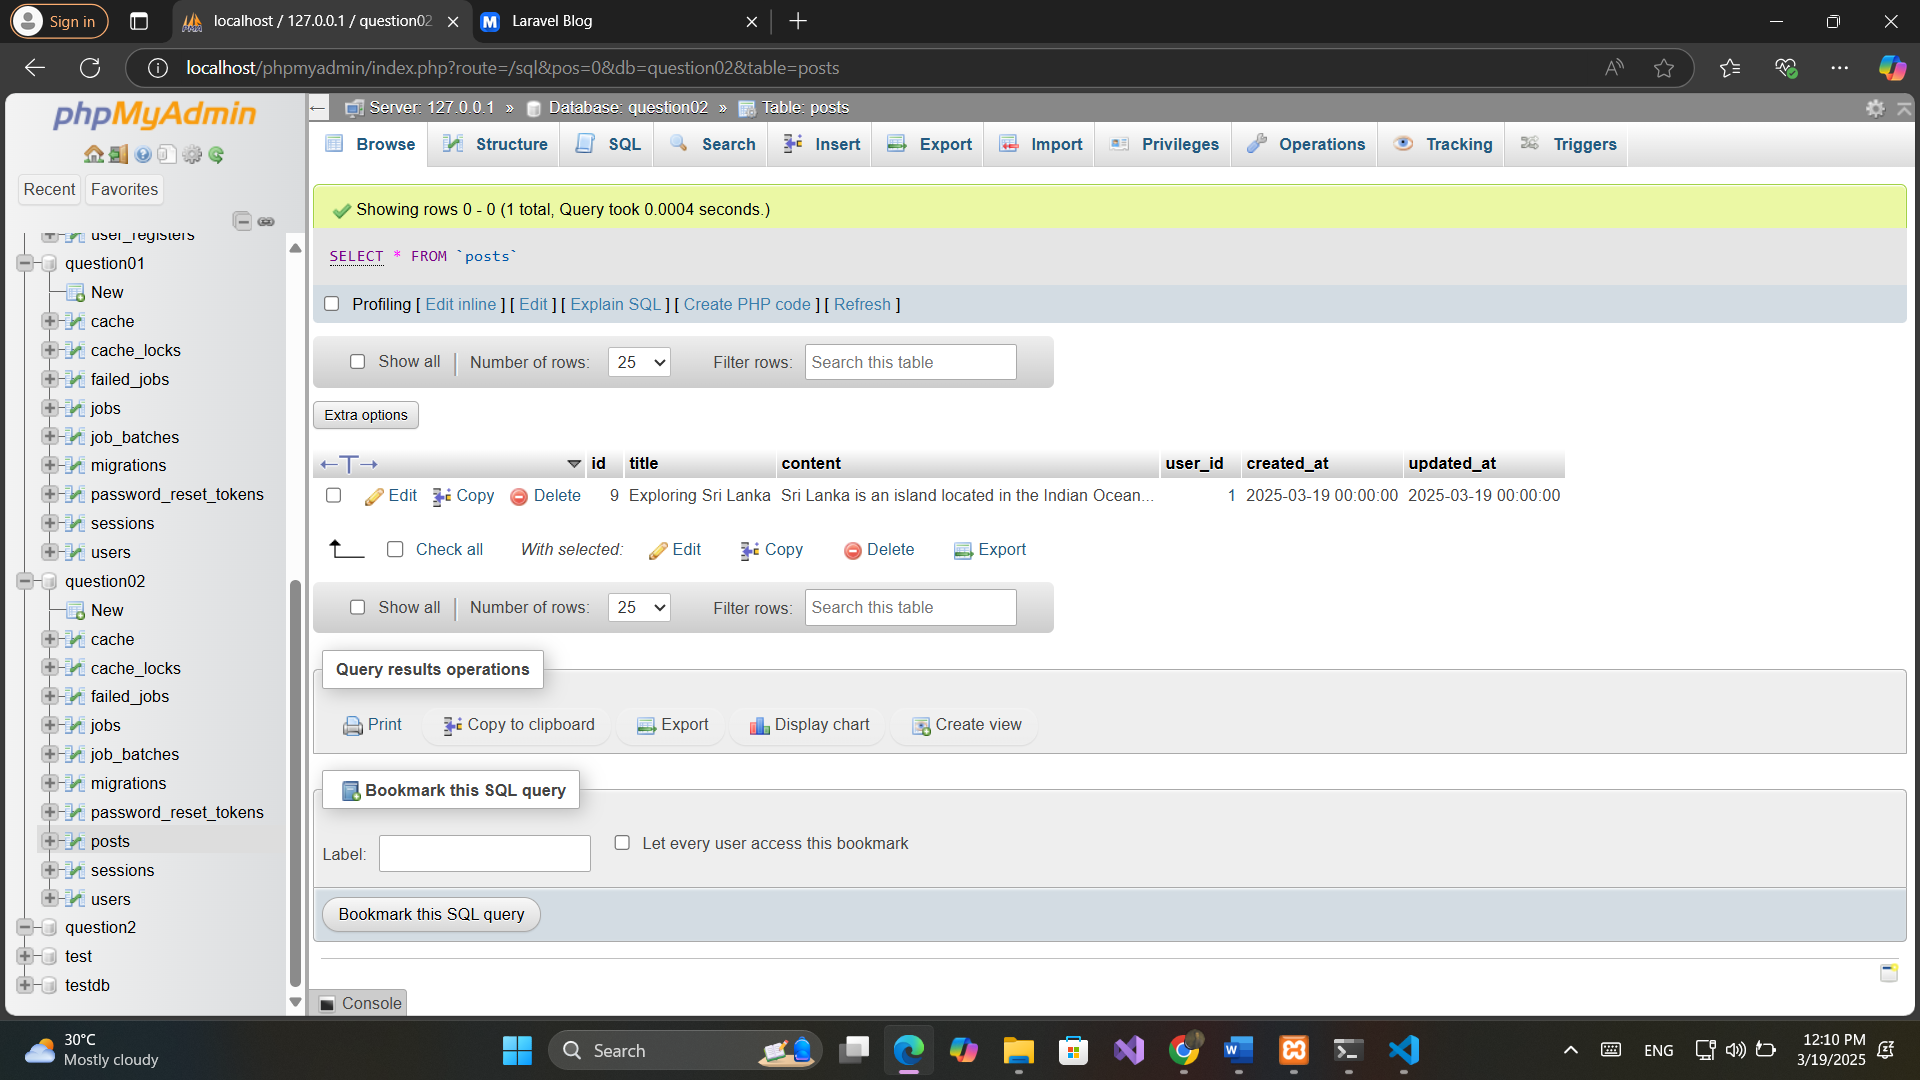 Sign in
localhost / 127.0.0.1 / question02
Laravel Blog
localhost/phpmyadmin/index.php?route=/sql&pos=0&db=question02&table=posts
phpMyAdmin
Recent
Favorites
user_registers
question01
New
cache
cache_locks
failed_jobs
jobs
job_batches
migrations
password_reset_tokens
sessions
users
question02
New
cache
cache_locks
failed_jobs
jobs
job_batches
migrations
password_reset_tokens
posts
sessions
users
question2
test
testdb
Server: 127.0.0.1 » Database: question02 » Table: posts
Browse Structure SQL Search Insert Export Import Privileges Operations Tracking Triggers
Showing rows 0 - 0 (1 total, Query took 0.0004 seconds.)
SELECT * FROM `posts`
Profiling [ Edit inline ] [ Edit ] [ Explain SQL ] [ Create PHP code ] [ Refresh ]
Show all Number of rows: 25 Filter rows: Search this table
Extra options
id title content user_id created_at updated_at
Edit Copy Delete 9 Exploring Sri Lanka Sri Lanka is an island located in the Indian Ocean... 1 2025-03-19 00:00:00 2025-03-19 00:00:00
Check all With selected: Edit Copy Delete Export
Show all Number of rows: 25 Filter rows: Search this table
Query results operations
Print Copy to clipboard Export Display chart Create view
Bookmark this SQL query
Label: Let every user access this bookmark
Bookmark this SQL query
Console
30°C
Mostly cloudy
Search
ENG
12:10 PM
3/19/2025